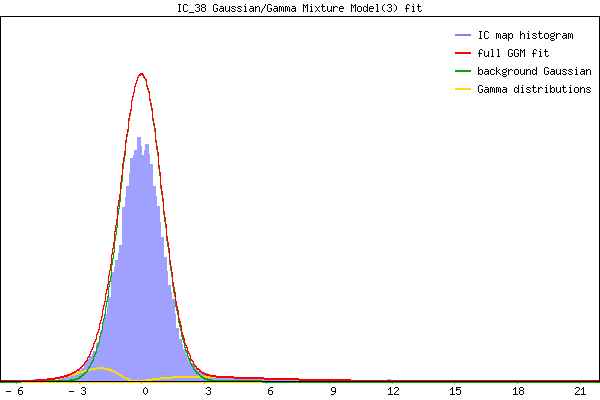 IC_38 Gaussian/Gamma Mixture Model(3) fit
IC map histogram
full GGM fit
background Gaussian
Gamma distributions
- 6 - 3 0 3 6 9 12 15 18 21